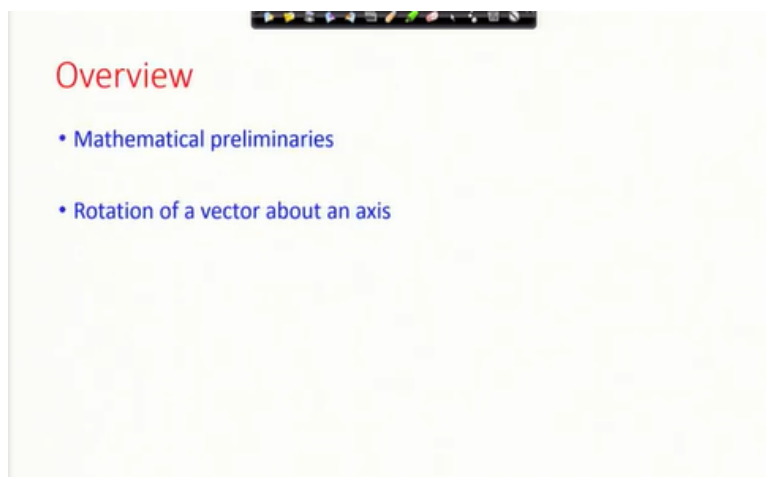 Overview
• Mathematical preliminaries
• Rotation of a vector about an axis